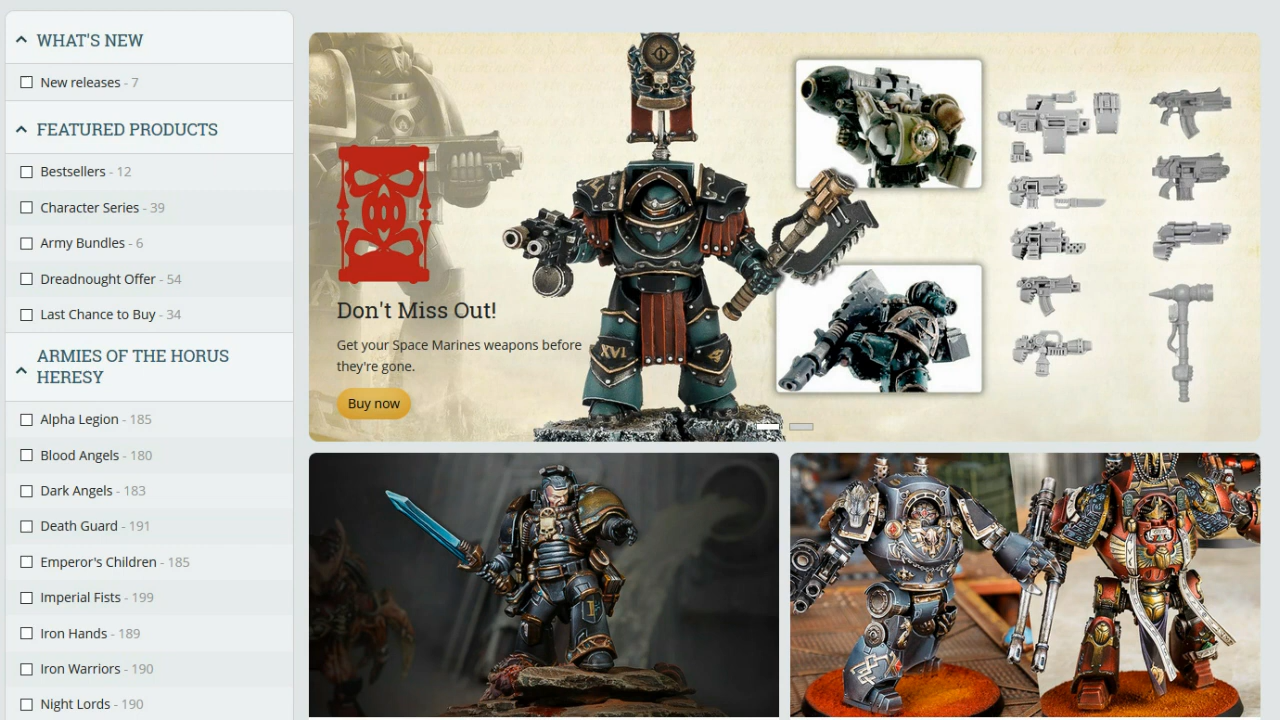 WHAT'S NEW
New releases - 7
FEATURED PRODUCTS
Bestsellers - 12
Character Series - 39
Army Bundles - 6
Dreadnought Offer - 54
Last Chance to Buy - 34
ARMIES OF THE HORUS
HERESY
Alpha Legion - 185
Blood Angels - 180
Dark Angels - 183
Death Guard - 191
Emperor's Children - 185
Imperial Fists - 199
Iron Hands - 189
Iron Warriors - 190
Night Lords - 190
Don't Miss Out!
Get your Space Marines weapons before
they're gone.
Buy now
XVI